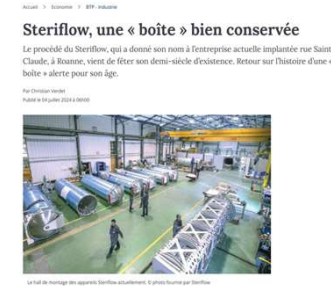 Accueil > Economie > BTP - Industrie
Steriflow, une « boîte » bien conservée
Le procédé du Steriflow, qui a donné son nom à l'entreprise actuelle implantée rue Saint
Claude, à Roanne, vient de fêter son demi-siècle d'existence. Retour sur l'histoire d'une «
boîte » alerte pour son âge.
Par Christian Verdet
Publié le 04 juillet 2024 à 06h00
Le hall de montage des appareils Steriflow actuellement. © photo fournie par Steriflow